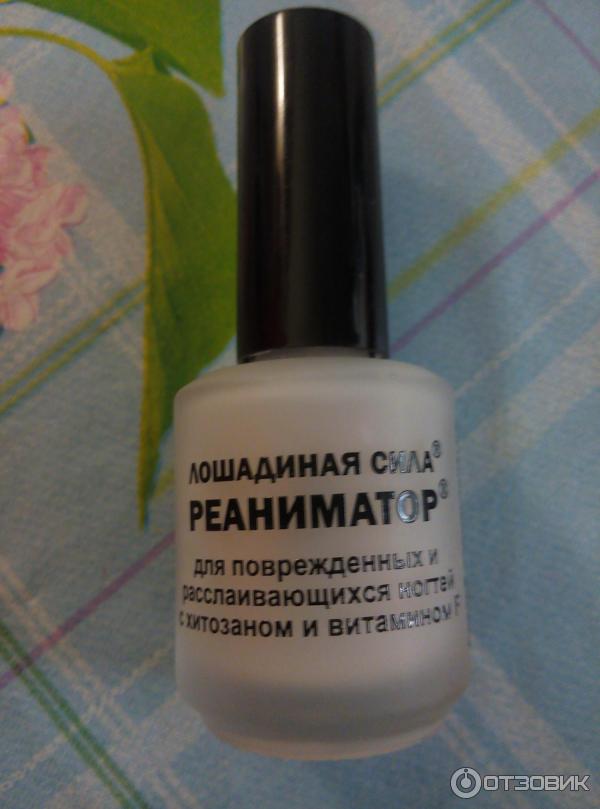 ЛОШАДИНАЯ СИЛА®
РЕАНИМАТОР®
для поврежденных и
расслаивающихся ногтей
с хитозаном и витамином F
ОТЗОВИК